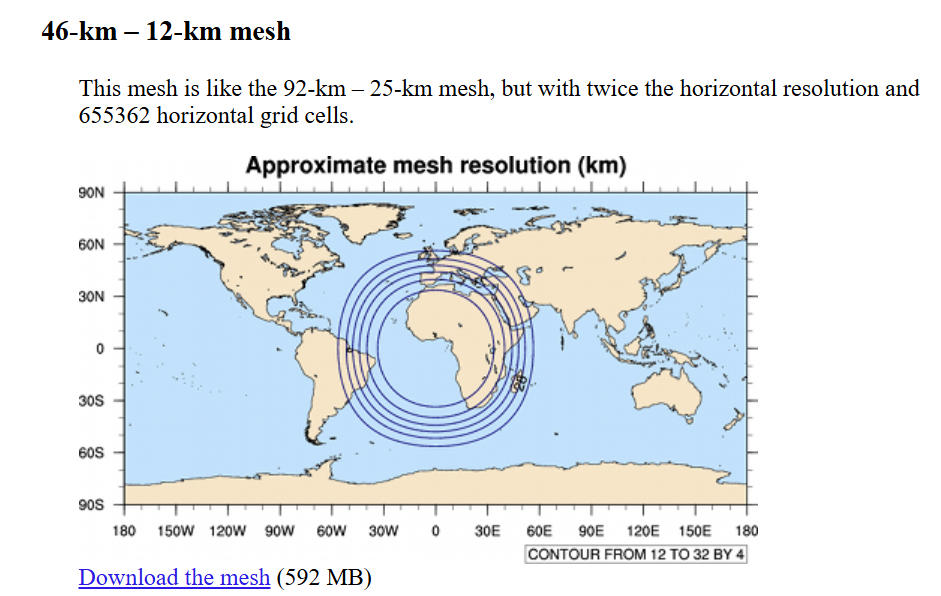 46-km – 12-km mesh
This mesh is like the 92-km – 25-km mesh, but with twice the horizontal resolution and
655362 horizontal grid cells.
Approximate mesh resolution (km)
90N
60N
30N
0
30S
60S
90S
28
180 150W 120W 90W 60W 30W 0 30E 60E 90E 120E 150E 180
CONTOUR FROM 12 TO 32 BY 4
Download the mesh (592 MB)